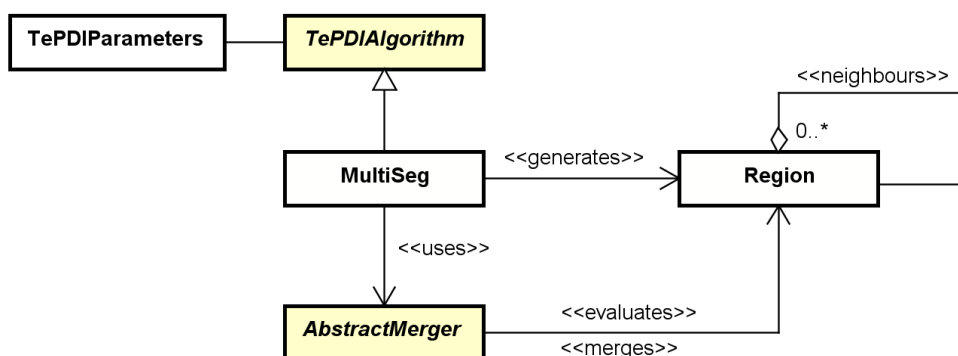 TePDIParameters
TePDIAlgorithm
<<neighbours>>
0..*
MultiSeg
<<generates>>
Region
<<uses>>
AbstractMerger
<<evaluates>>
<<merges>>